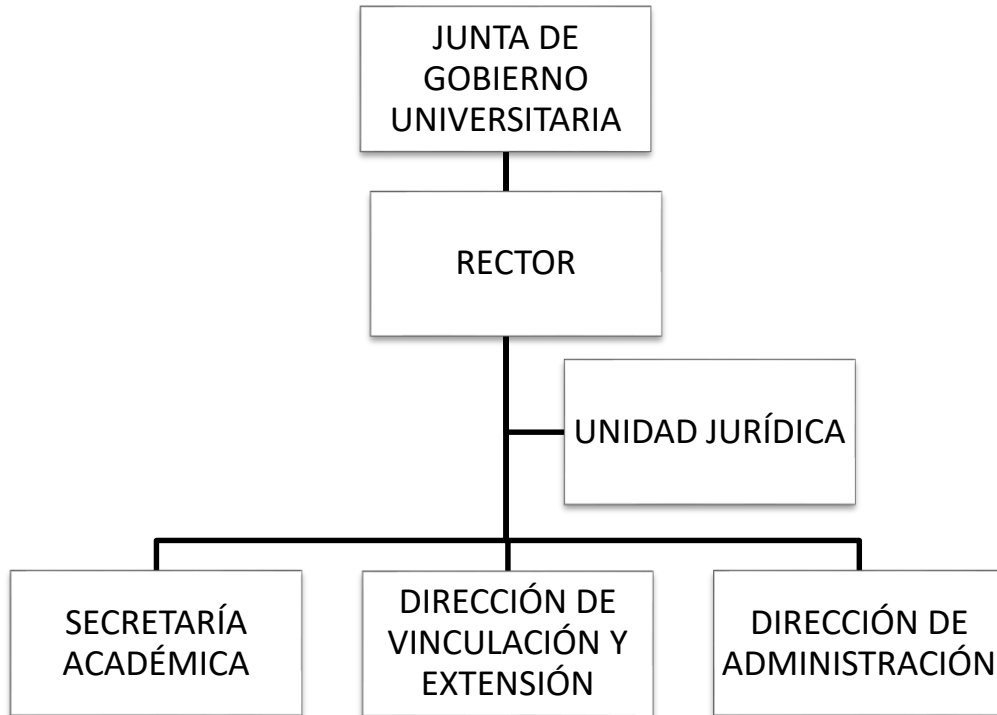 JUNTA DE
GOBIERNO
UNIVERSITARIA
RECTOR
UNIDAD JURÍDICA
SECRETARÍA
ACADÉMICA
DIRECCIÓN DE
VINCULACIÓN Y
EXTENSIÓN
DIRECCIÓN DE
ADMINISTRACIÓN